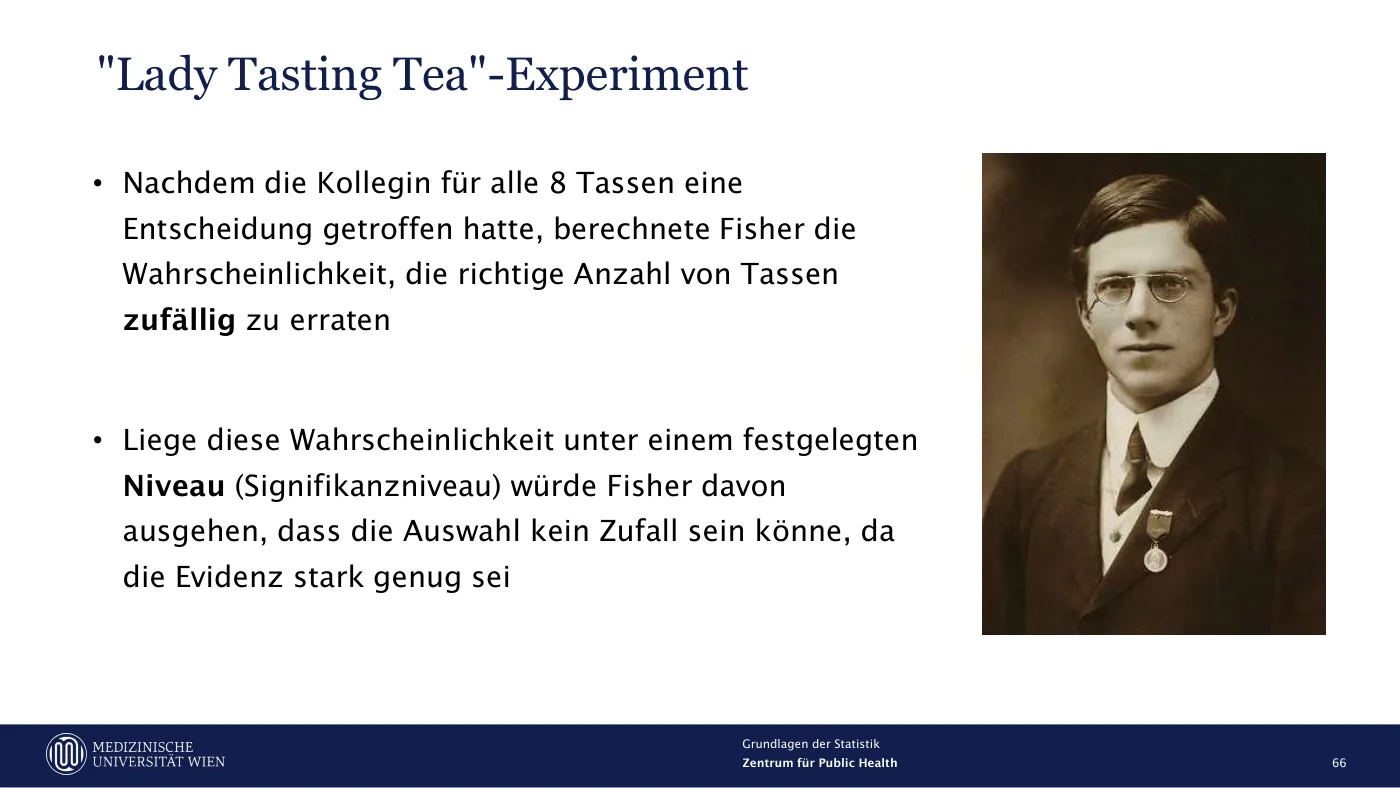 "Lady Tasting Tea"-Experiment
• Nachdem die Kollegin für alle 8 Tassen eine
Entscheidung getroffen hatte, berechnete Fisher die
Wahrscheinlichkeit, die richtige Anzahl von Tassen
zufällig zu erraten
• Liege diese Wahrscheinlichkeit unter einem festgelegten
Niveau (Signifikanzniveau) würde Fisher davon
ausgehen, dass die Auswahl kein Zufall sein könne, da
die Evidenz stark genug sei
MEDIZINISCHE
UNIVERSITÄT WIEN
Grundlagen der Statistik
Zentrum für Public Health
66